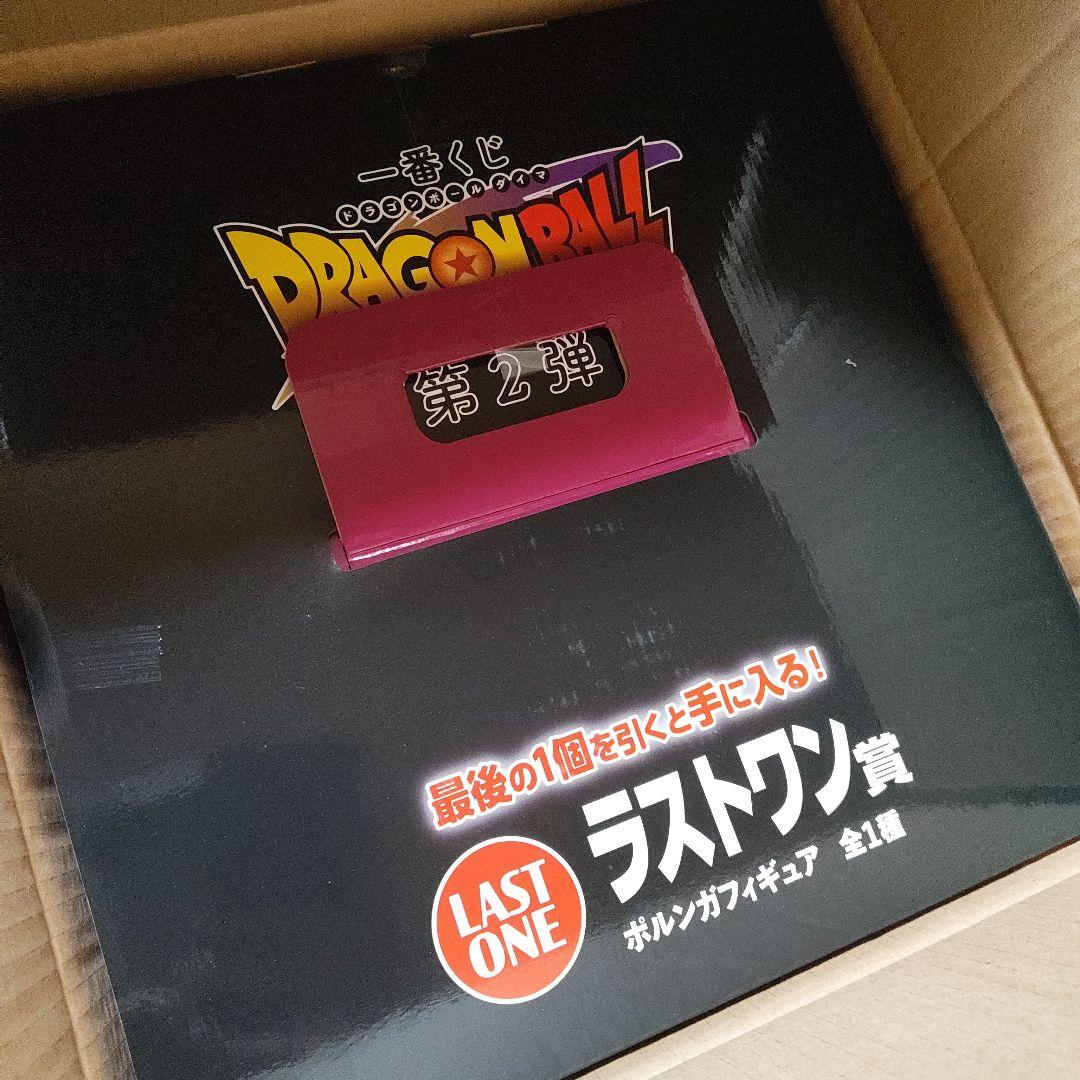 一番くじ
ドラゴンボール ダイマ
DRAGON BALL
第2弾
最後の1個を引くと手に入る!
ラストワン賞
LAST
ONE
ポルンガフィギュア 全1種